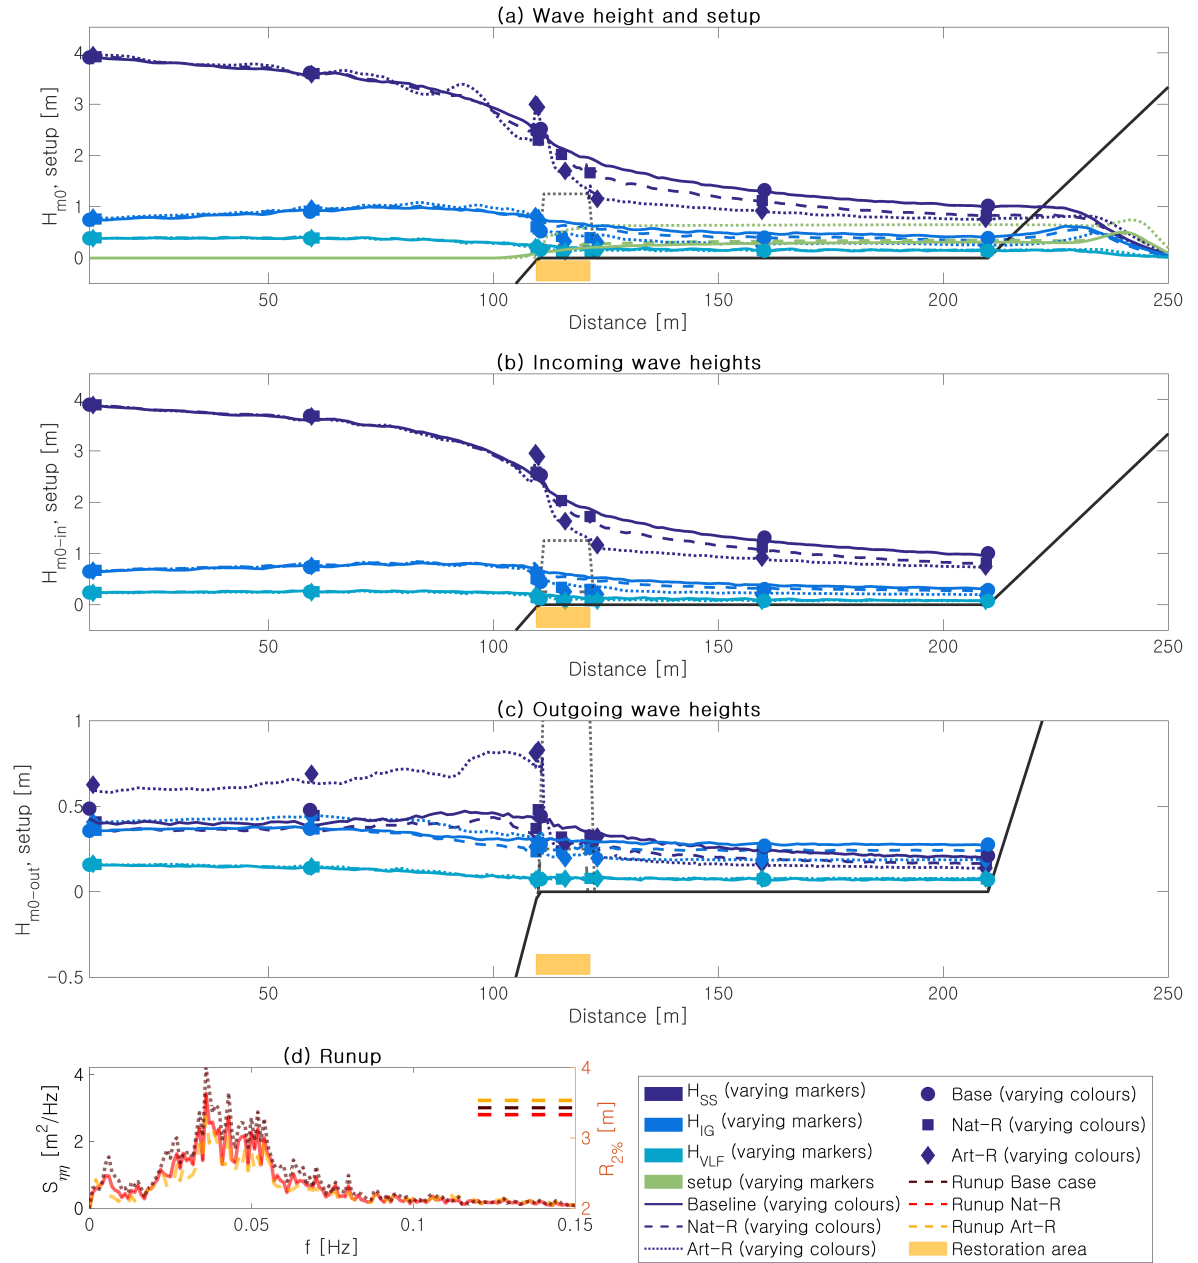 (a) Wave height and setup
H_m0, setup [m]
4
3
2
1
0
50
100
150
200
250
Distance [m]
(b) Incoming wave heights
H_m0-in, setup [m]
4
3
2
1
0
50
100
150
200
250
Distance [m]
(c) Outgoing wave heights
H_m0-out, setup [m]
1
0.5
0
-0.5
50
100
150
200
250
Distance [m]
(d) Runup
S_ηη [m²/Hz]
4
2
0
0
0.05
0.1
0.15
f [Hz]
4
3
2
R_2% [m]
H_SS (varying markers)
H_IG (varying markers)
H_VLF (varying markers)
setup (varying markers
Baseline (varying colours)
Nat-R (varying colours)
Art-R (varying colours)
Base (varying colours)
Nat-R (varying colours)
Art-R (varying colours)
Runup Base case
Runup Nat-R
Runup Art-R
Restoration area